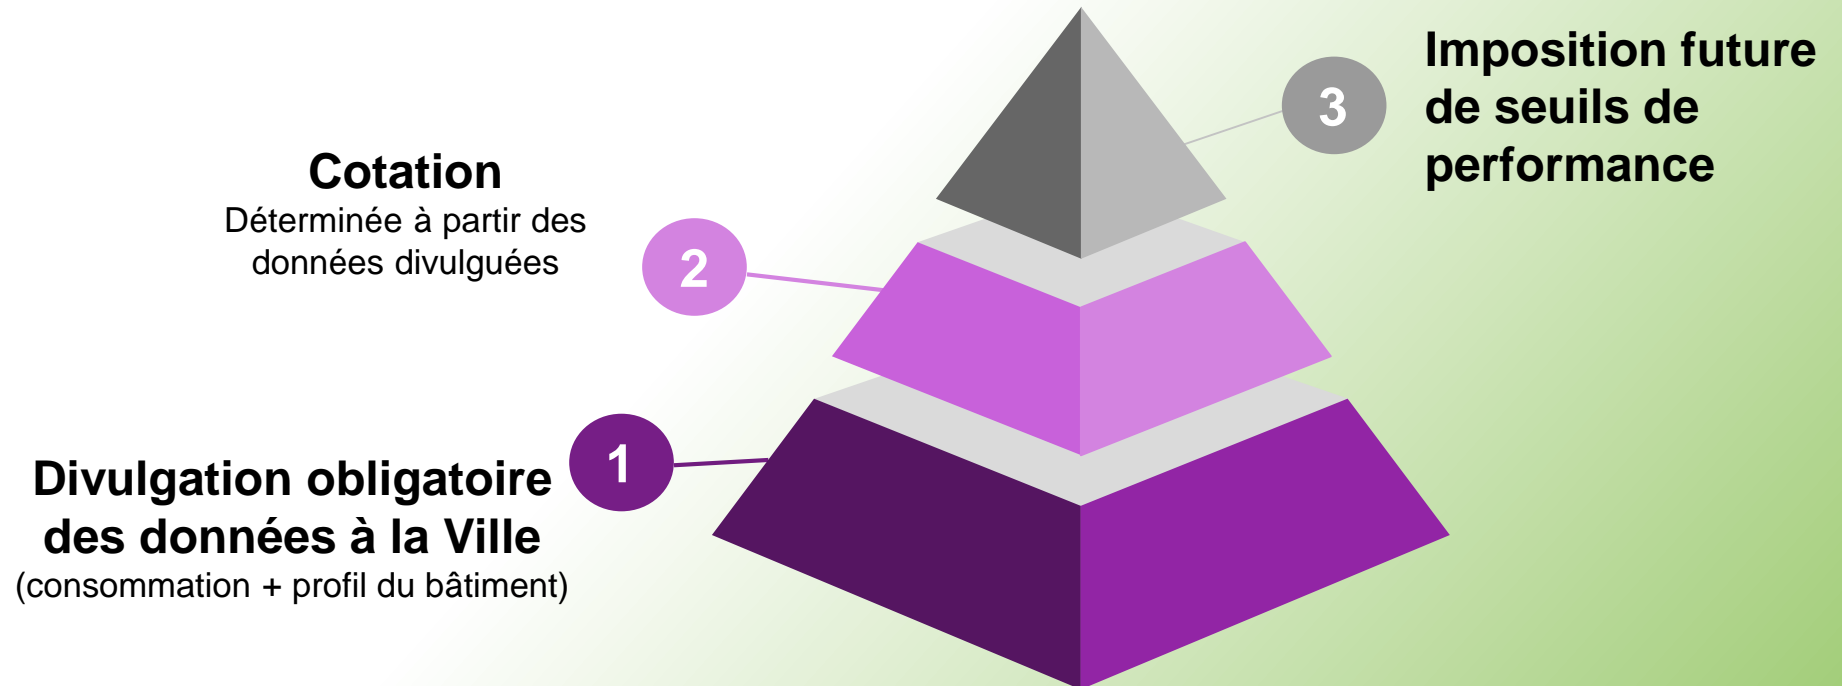 Imposition future
de seuils de
performance
3
Cotation
Déterminée à partir des
données divulguées
2
1
Divulgation obligatoire
des données à la Ville
(consommation + profil du bâtiment)